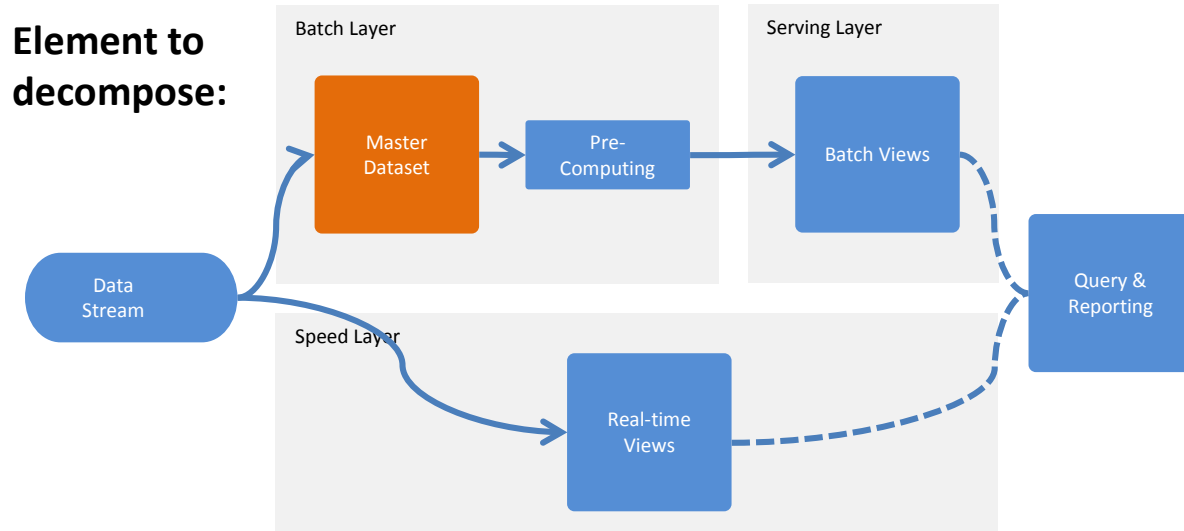 Element to
decompose:
Batch Layer
Serving Layer
Master
Dataset
Pre-
Computing
Batch Views
Data
Stream
Query &
Reporting
Speed Layer
Real-time
Views